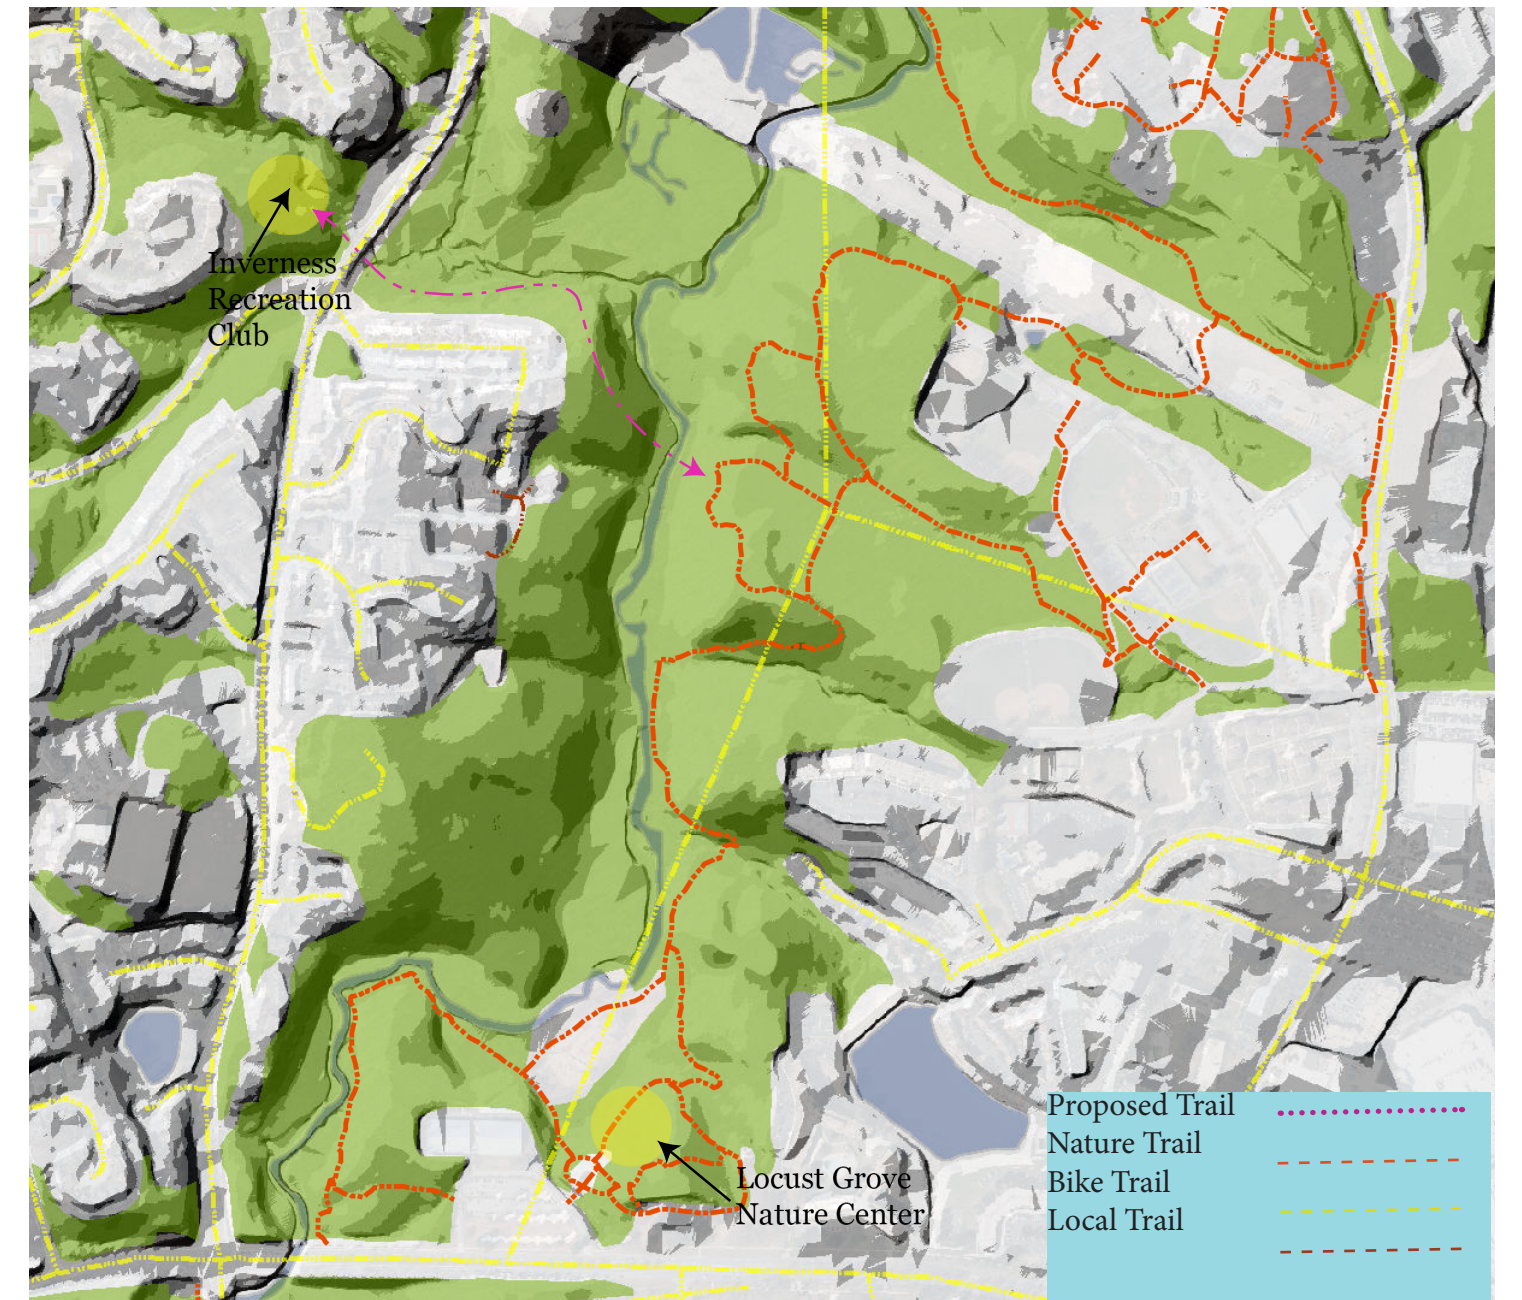 Inverness
Recreation
Club
Proposed Trail
Nature Trail
Bike Trail
Local Trail
Locust Grove
Nature Center